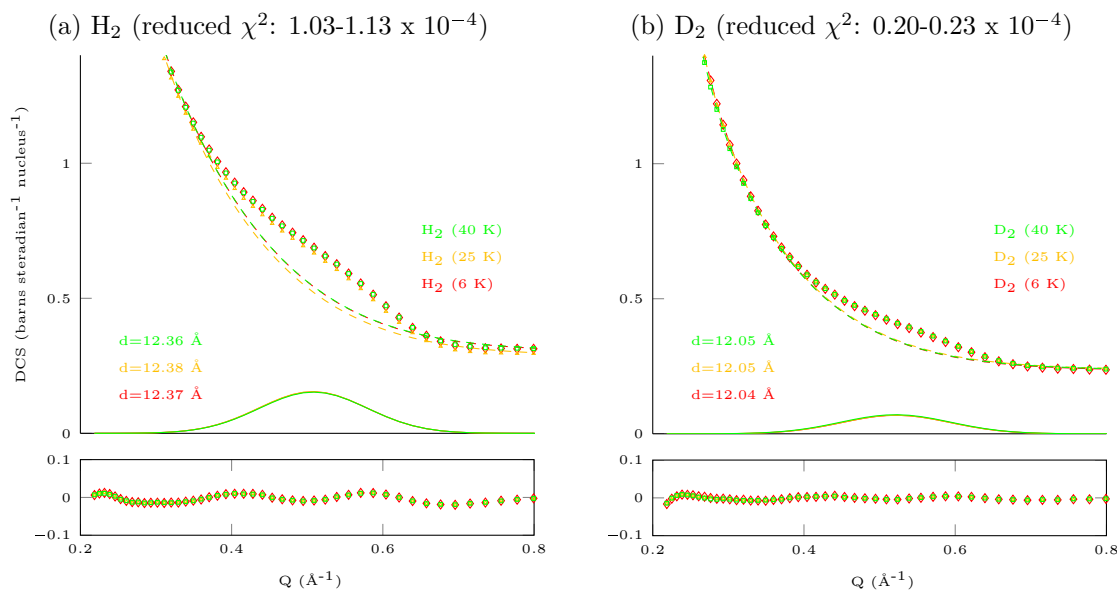 (a) H₂ (reduced χ²: 1.03-1.13 x 10⁻⁴)
DCS (barns steradian⁻¹ nucleus⁻¹)
1
0.5
0
H₂ (40 K)
H₂ (25 K)
H₂ (6 K)
d=12.36 Å
d=12.38 Å
d=12.37 Å
0.1
0
−0.1
0.2 0.4 0.6 0.8
Q (Å⁻¹)
(b) D₂ (reduced χ²: 0.20-0.23 x 10⁻⁴)
1
0.5
0
D₂ (40 K)
D₂ (25 K)
D₂ (6 K)
d=12.05 Å
d=12.05 Å
d=12.04 Å
0.1
0
−0.1
0.2 0.4 0.6 0.8
Q (Å⁻¹)